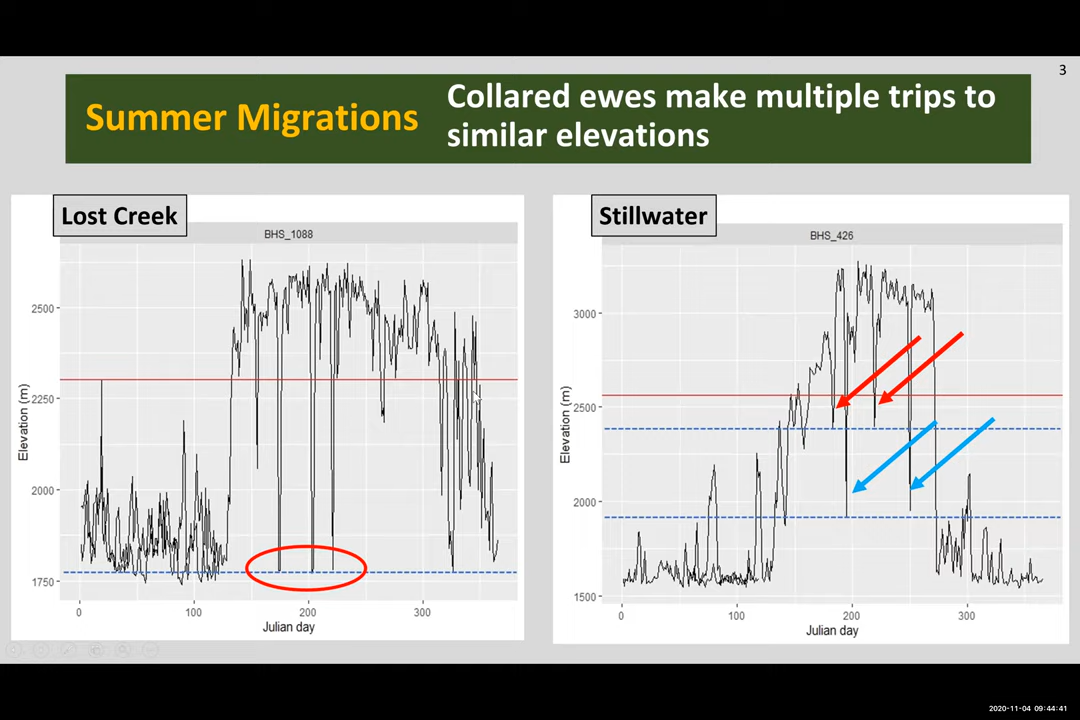 3
Summer Migrations
Collared ewes make multiple trips to
similar elevations
Lost Creek
BHS_1088
2500
2250
2000
1750
Elevation (m)
0 100 200 300
Julian day
Stillwater
BHS_426
3000
2500
2000
1500
Elevation (m)
0 100 200 300
Julian day
2020-11-04 09:44:41